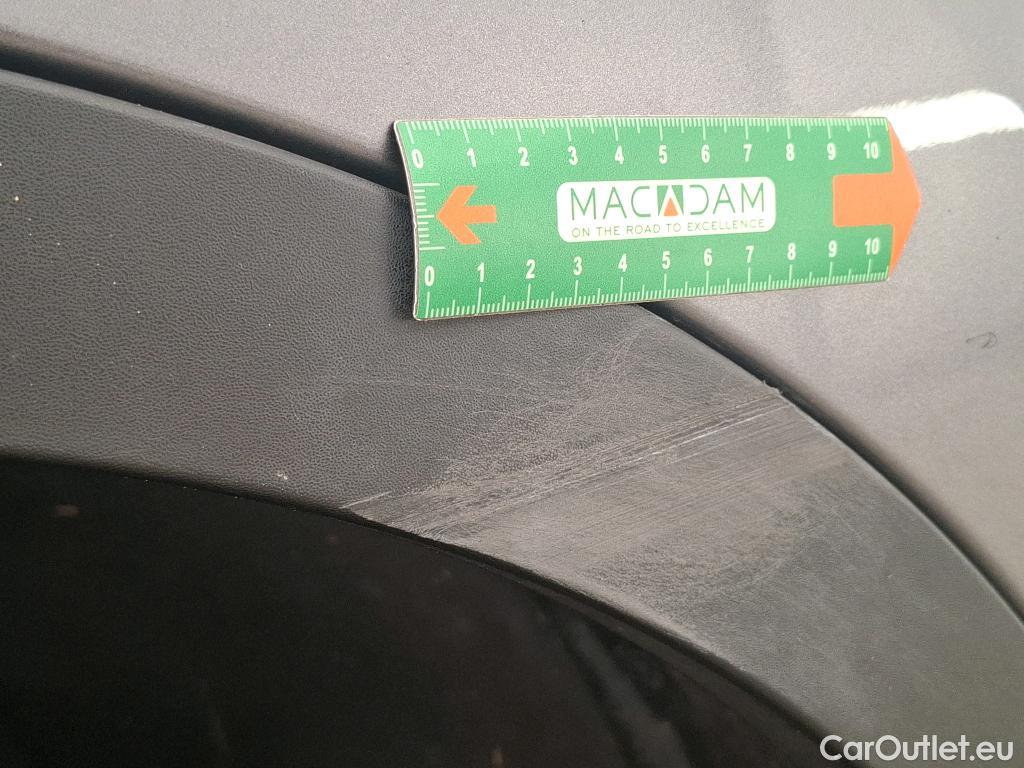 0 1 2 3 4 5 6 7 8 9 10
MACADAM
ON THE ROAD TO EXCELLENCE
0 1 2 3 4 5 6 7 8 9 10
CarOutlet.eu